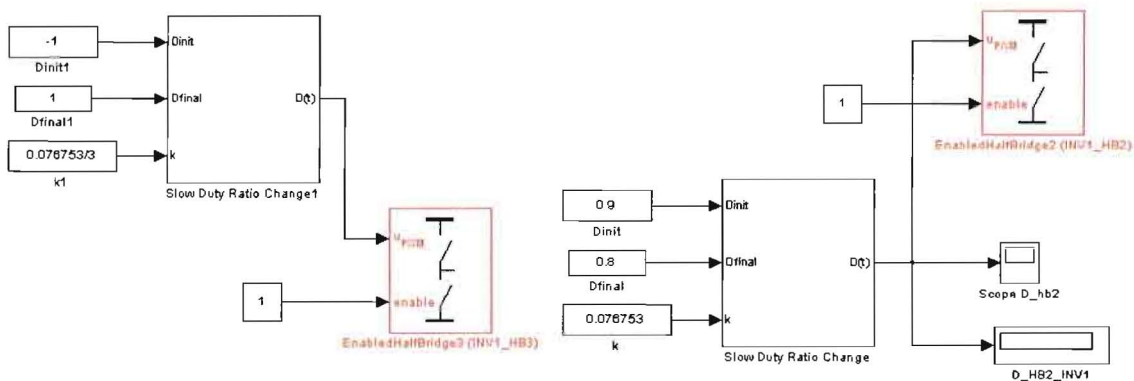 -1
Dinit
Dinit1
1
Dfinal
D(t)
Dfinal1
0.076753/3
k
k1
Slow Duty Ratio Change1
u_PWM
1
enable
EnabledHalfBridge3 (INV1_HB3)
u_PWM
1
enable
EnabledHalfBridge2 (INV1_HB2)
0.9
Dinit
Dinit
0.8
Dfinal
D(t)
Dfinal
Scope D_hb2
0.076753
k
k
Slow Duty Ratio Change
D_HB2_INV1